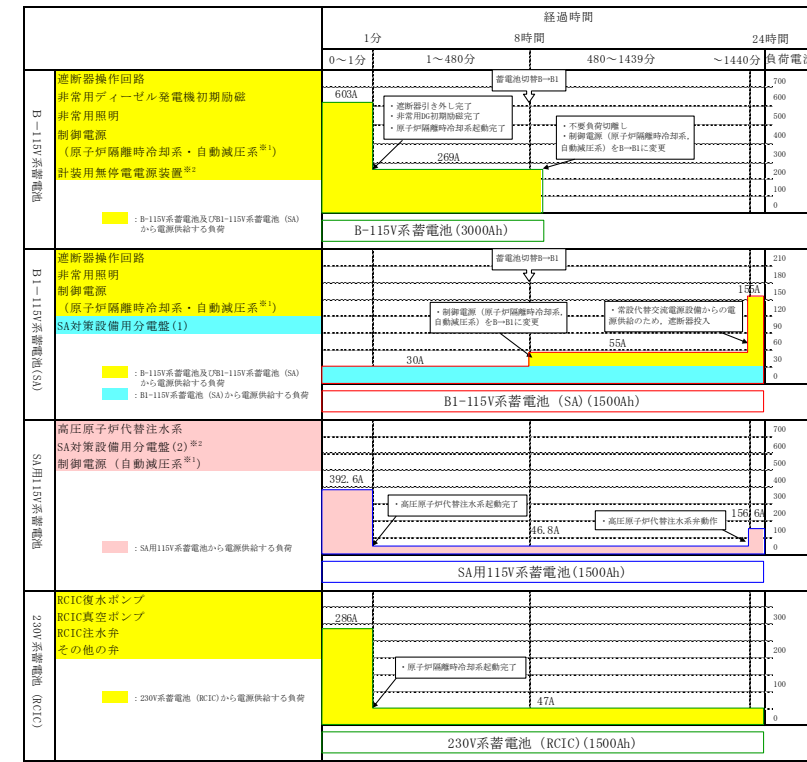 経過時間
1分 8時間 24時間
0～1分 1～480分 480～1439分 ～1440分 負荷電流
B－115V系蓄電池
遮断器操作回路
非常用ディーゼル発電機初期励磁
非常用照明
制御電源
（原子炉隔離時冷却系・自動減圧系※1）
計装用無停電電源装置※2
：B-115V系蓄電池及びB1-115V系蓄電池（SA）
から電源供給する負荷
603A
269A
蓄電池切替B→B1
・遮断器引き外し完了
・非常用DG初期励磁完了
・原子炉隔離時冷却系起動完了
・不要負荷切離し
・制御電源（原子炉隔離時冷却系，
自動減圧系）をB→B1に変更
700
600
500
400
300
200
100
0
B-115V系蓄電池(3000Ah)
B1－115V系蓄電池(SA)
遮断器操作回路
非常用照明
制御電源
（原子炉隔離時冷却系・自動減圧系※1）
SA対策設備用分電盤(1)
：B-115V系蓄電池及びB1-115V系蓄電池（SA）
から電源供給する負荷
：B1-115V系蓄電池（SA)から電源供給する負荷
蓄電池切替B→B1
・制御電源（原子炉隔離時冷却系，
自動減圧系）をB→B1に変更
・常設代替交流電源設備からの電
源供給のため，遮断器投入
30A
55A
155A
210
180
150
120
90
60
30
0
B1-115V系蓄電池（SA)(1500Ah)
SA用115V系蓄電池
高圧原子炉代替注水系
SA対策設備用分電盤(2)※2
制御電源（自動減圧系※1）
：SA用115V系蓄電池から電源供給する負荷
392.6A
・高圧原子炉代替注水系起動完了
46.8A
・高圧原子炉代替注水系弁動作
156.6A
700
600
500
400
300
200
100
0
SA用115V系蓄電池(1500Ah)
230V系蓄電池（RCIC)
RCIC復水ポンプ
RCIC真空ポンプ
RCIC注水弁
その他の弁
：230V系蓄電池（RCIC)から電源供給する負荷
286A
・原子炉隔離時冷却系起動完了
47A
300
200
100
0
230V系蓄電池（RCIC)(1500Ah)